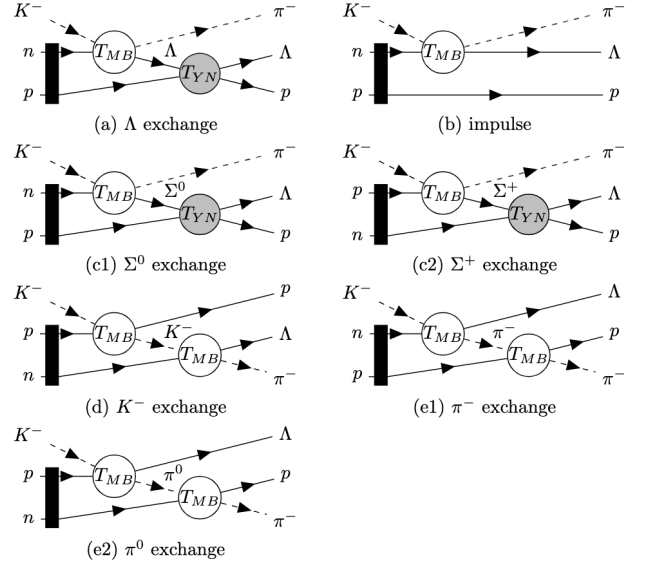 K⁻ π⁻ K⁻ π⁻
n T_MB Λ Λ n T_MB Λ
p T_YN p p p
(a) Λ exchange (b) impulse
K⁻ π⁻ K⁻ π⁻
n T_MB Σ⁰ Λ p T_MB Σ⁺ Λ
p T_YN p n T_YN p
(c1) Σ⁰ exchange (c2) Σ⁺ exchange
K⁻ p K⁻ Λ
p T_MB K⁻ Λ n T_MB π⁻ p
n T_MB π⁻ p T_MB π⁻
(d) K⁻ exchange (e1) π⁻ exchange
K⁻ Λ
p T_MB π⁰ p
n T_MB π⁻
(e2) π⁰ exchange